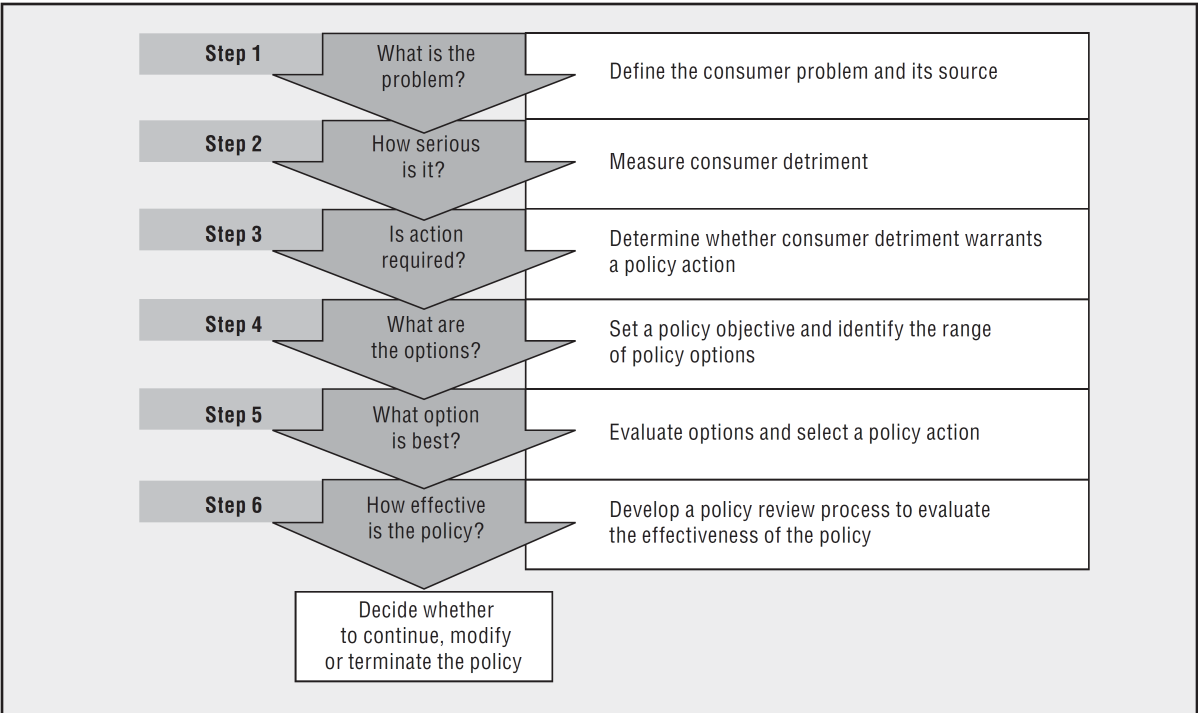 Step 1
What is the
problem?
Define the consumer problem and its source
Step 2
How serious
is it?
Measure consumer detriment
Step 3
Is action
required?
Determine whether consumer detriment warrants
a policy action
Step 4
What are
the options?
Set a policy objective and identify the range
of policy options
Step 5
What option
is best?
Evaluate options and select a policy action
Step 6
How effective
is the policy?
Develop a policy review process to evaluate
the effectiveness of the policy
Decide whether
to continue, modify
or terminate the policy